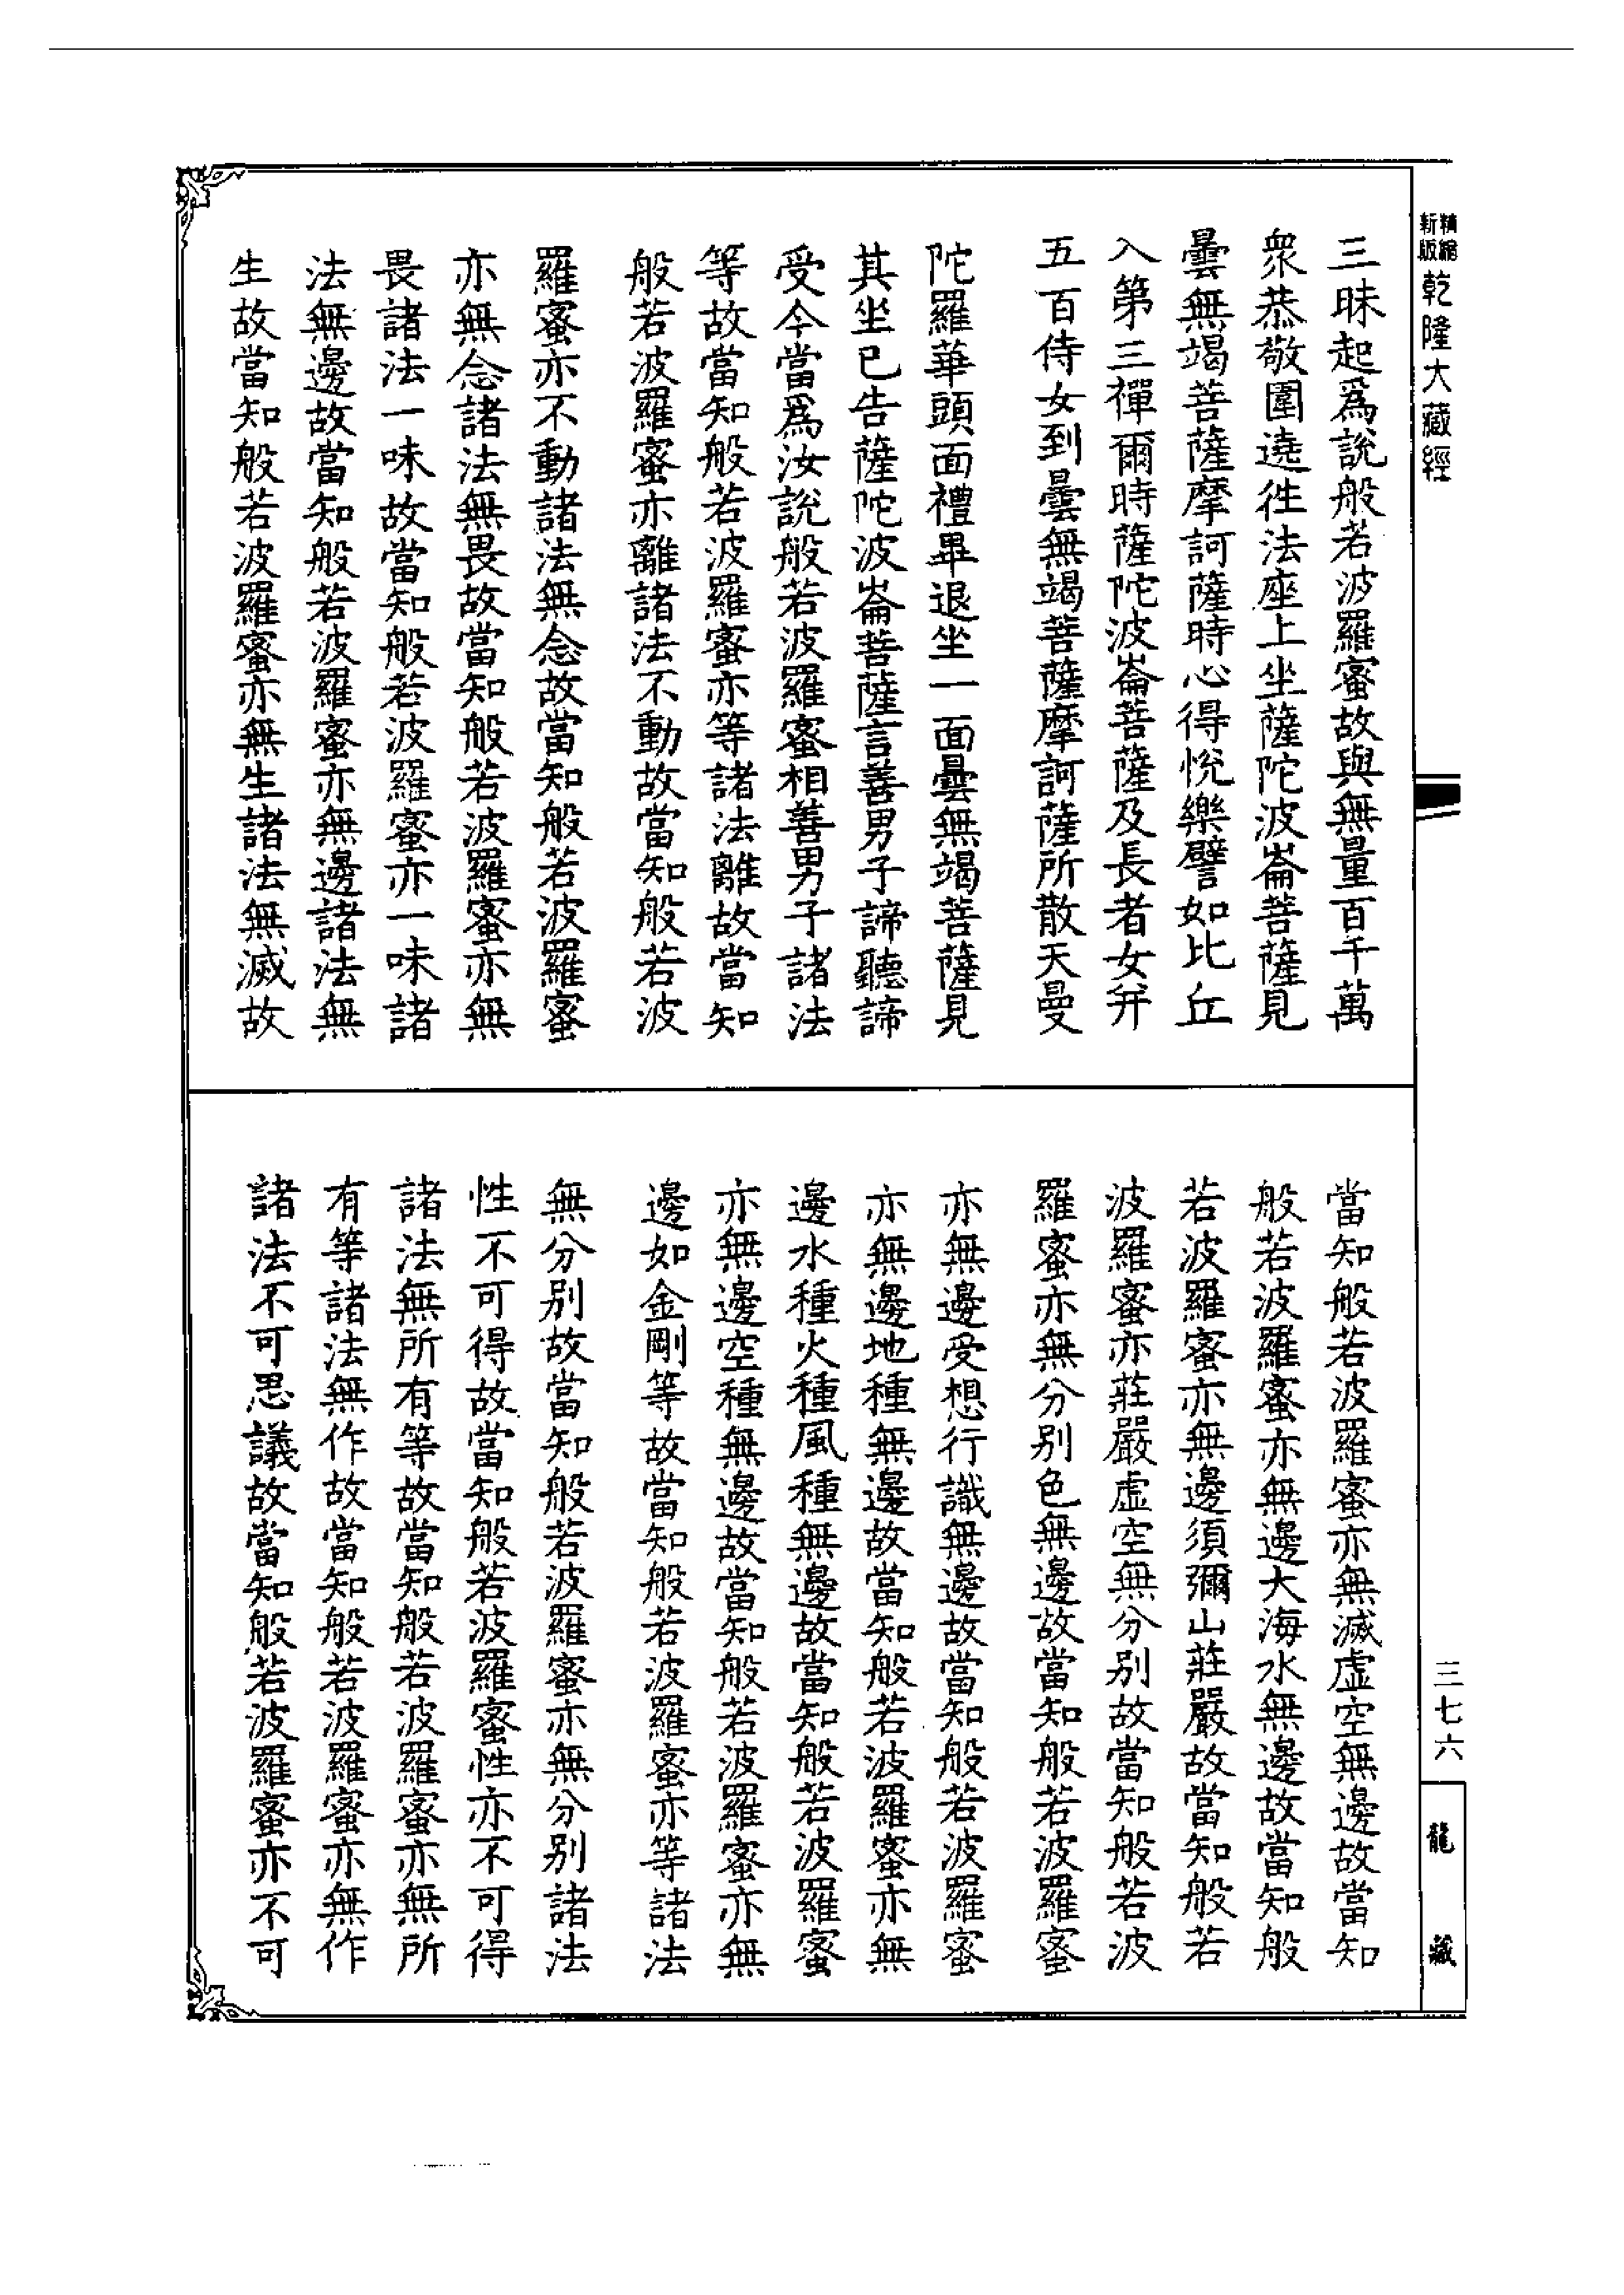 精縮
新版
乾隆大藏經
三昧起爲說般若波羅蜜故與無量百千萬
衆恭敬圍遶徃法座上坐薩陀波崙菩薩見
曇無竭菩薩摩訶薩時心得悅樂譬如比丘
入第三禪爾時薩陀波崙菩薩及長者女并
五百侍女到曇無竭菩薩摩訶薩所散天曼
陀羅華頭面禮畢退坐一面曇無竭菩薩見
其坐已告薩陀波崙菩薩言善男子諦聽諦
受今當爲汝說般若波羅蜜相善男子諸法
等故當知般若波羅蜜亦等諸法離故當知
般若波羅蜜亦離諸法不動故當知般若波
羅蜜亦不動諸法無念故當知般若波羅蜜
亦無念諸法無畏故當知般若波羅蜜亦無
畏諸法一味故當知般若波羅蜜亦一味諸
法無邊故當知般若波羅蜜亦無邊諸法無
生故當知般若波羅蜜亦無生諸法無滅故
當知般若波羅蜜亦無滅虛空無邊故當知
般若波羅蜜亦無邊大海水無邊故當知般
若波羅蜜亦無邊須彌山莊嚴故當知般若
波羅蜜亦莊嚴虛空無分別故當知般若波
羅蜜亦無分別色無邊故當知般若波羅蜜
亦無邊受想行識無邊故當知般若波羅蜜
亦無邊地種無邊故當知般若波羅蜜亦無
邊水種火種風種無邊故當知般若波羅蜜
亦無邊空種無邊故當知般若波羅蜜亦無
邊如金剛等故當知般若波羅蜜亦等諸法
無分別故當知般若波羅蜜亦無分別諸法
性不可得故當知般若波羅蜜性亦不可得
諸法無所有等故當知般若波羅蜜亦無所
有等諸法無作故當知般若波羅蜜亦無作
諸法不可思議故當知般若波羅蜜亦不可
三七六
龍藏